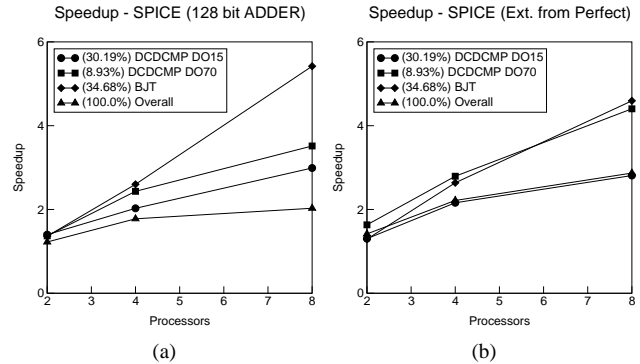 Speedup - SPICE (128 bit ADDER)
6
4
2
0
Speedup
(30.19%) DCDCMP DO15
(8.93%) DCDCMP DO70
(34.68%) BJT
(100.0%) Overall
2 3 4 5 6 7 8
Processors
(a)
Speedup - SPICE (Ext. from Perfect)
6
4
2
0
Speedup
(30.19%) DCDCMP DO15
(8.93%) DCDCMP DO70
(34.68%) BJT
(100.0%) Overall
2 3 4 5 6 7 8
Processors
(b)